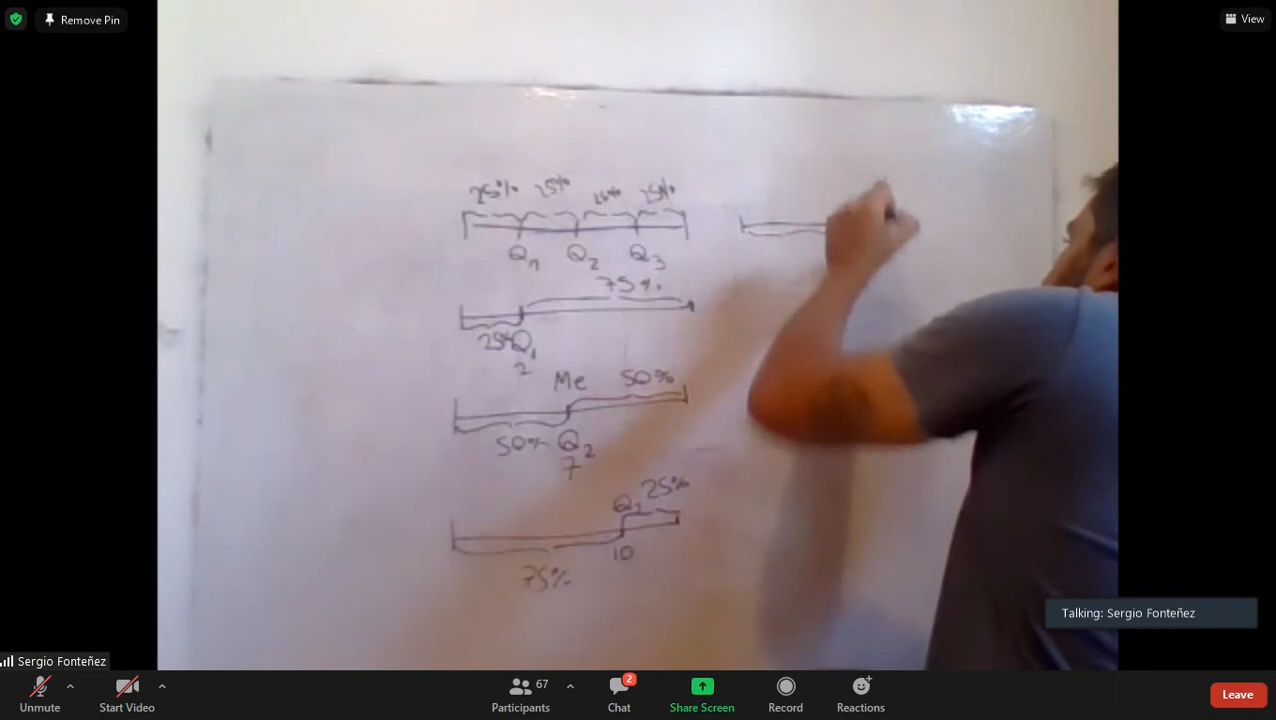 Remove Pin
View
25% 25% 25% 25%
Q1 Q2 Q3
75%
25% Q1
2
Me 50%
50% Q2
7
Q3 25%
10
75%
Talking: Sergio Fonteñez
Sergio Fonteñez
67
2
Unmute
Start Video
Participants
Chat
Share Screen
Record
Reactions
Leave